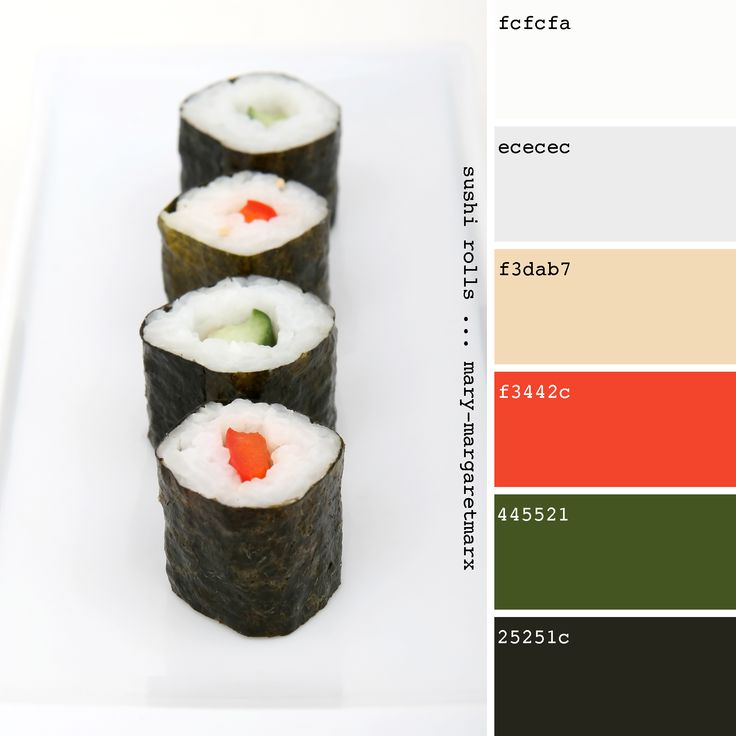 fcfcfa
ececec
f3dab7
f3442c
445521
25251c
sushi rolls ... mary-margaretmarx